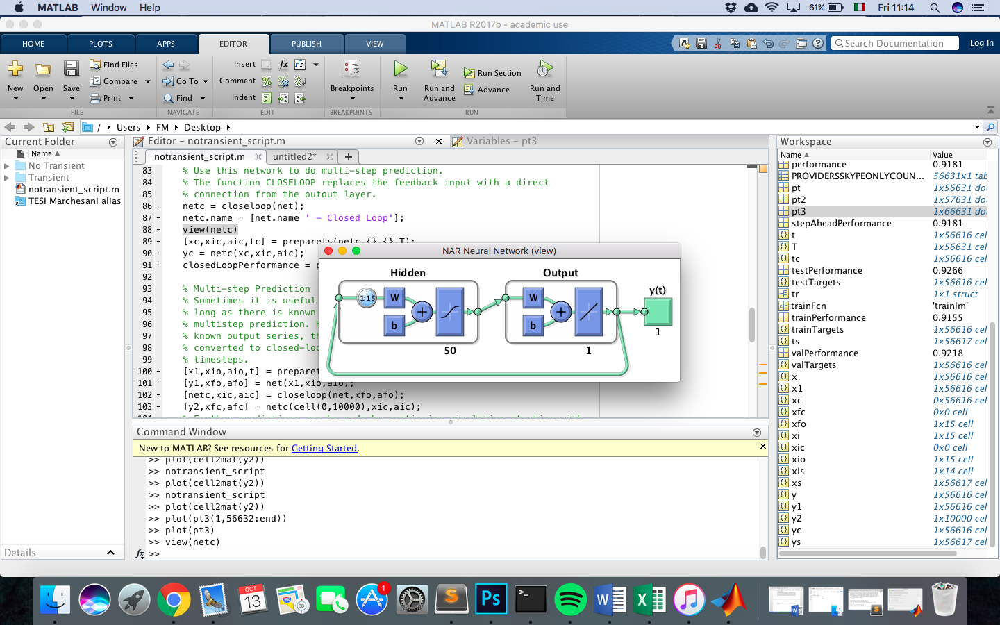 MATLAB Window Help 61% Fri 11:14
MATLAB R2017b - academic use
HOME PLOTS APPS EDITOR PUBLISH VIEW Search Documentation Log In
New Open Save Find Files Compare Print
Go To Find
Insert fx
Comment
Indent
Breakpoints
Run Run and Advance Run Section Advance Run and Time
FILE NAVIGATE EDIT BREAKPOINTS RUN
/ Users FM Desktop
Current Folder
Name
No Transient
Transient
notransient_script.m
TESI Marchesani alias
Details
Editor - notransient_script.m
Variables - pt3
notransient_script.m untitled2* +
83 % Use this network to do multi-step prediction.
84 % The function CLOSELOOP replaces the feedback input with a direct
85 % connection from the outout layer.
86 - netc = closeloop(net);
87 - netc.name = [net.name ' - Closed Loop'];
88 - view(netc)
89 - [xc,xic,aic,tc] = preparets(netc,{},{},T);
90 - yc = netc(xc,xic,aic);
91 - closedLoopPerformance = p
92
93 % Multi-step Prediction
94 % Sometimes it is useful
95 % long as there is known
96 % multistep prediction. H
97 % known output series, th
98 % converted to closed-loo
99 % timesteps.
100 - [x1,xio,aio,t] = preparet
101 - [y1,xfo,afo] = net(x1,xio,aio);
102 - [netc,xic,aic] = closeloop(net,xfo,afo);
103 - [y2,xfc,afc] = netc(cell(0,10000),xic,aic);
104 % Further predictions can be made by continuing simulation starting with
NAR Neural Network (view)
Hidden Output
y(t)
1:15 W b + 50
W b + 1
1
Command Window
New to MATLAB? See resources for Getting Started.
>> plot(cell2mat(y2))
>> notransient_script
>> plot(cell2mat(y2))
>> notransient_script
>> plot(cell2mat(y2))
>> plot(pt3(1,56632:end))
>> plot(pt3)
>> view(netc)
fx >>
Workspace
Name Value
performance 0.9181
PROVIDERSSKYPEONLYCOUN... 56631x1 tab
pt 1x56631 do
pt2 1x57631 do
pt3 1x66631 do
stepAheadPerformance 0.9181
t 1x56616 cel
T 1x56631 cel
tc 1x56616 cel
testPerformance 0.9266
testTargets 1x56616 cel
tr 1x1 struct
trainFcn 'trainlm'
trainPerformance 0.9155
trainTargets 1x56616 cel
ts 1x56617 cel
valPerformance 0.9218
valTargets 1x56616 cel
x 1x56616 cel
x1 1x56616 cel
xc 0x56616 cel
xfc 0x0 cell
xfo 1x15 cell
xi 1x15 cell
xic 0x0 cell
xio 1x15 cell
xis 1x14 cell
xs 1x56617 cel
y 1x56616 cel
y1 1x56616 cel
y2 1x10000 cel
yc 1x56616 cel
ys 1x56617 cel
OCT
13
3D
1
S
Ps
>_
W
X